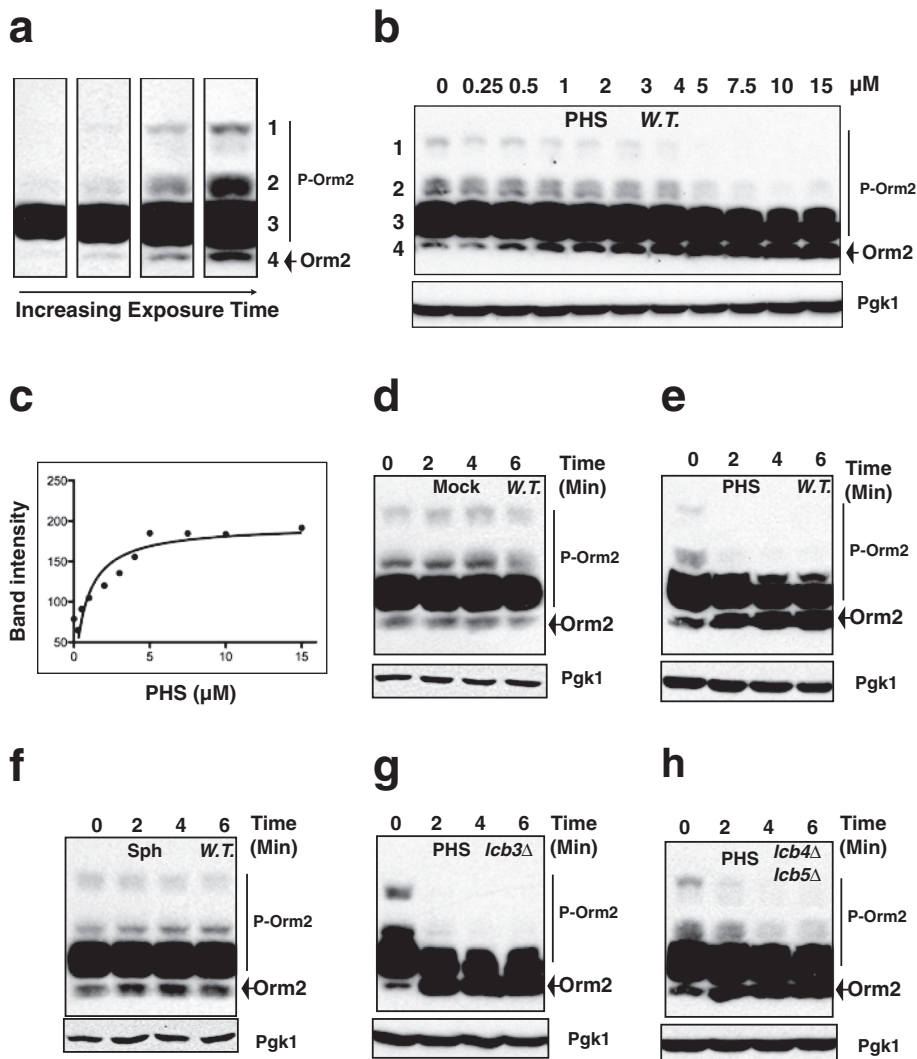 a
1
2
3
4
P-Orm2
Orm2
Increasing Exposure Time
b
0 0.25 0.5 1 2 3 4 5 7.5 10 15 µM
PHS W.T.
1
2
3
4
P-Orm2
Orm2
Pgk1
c
250
200
150
100
50
0 5 10 15
Band intensity
PHS (µM)
d
0 2 4 6 Time
(Min)
Mock W.T.
P-Orm2
Orm2
Pgk1
e
0 2 4 6 Time
(Min)
PHS W.T.
P-Orm2
Orm2
Pgk1
f
0 2 4 6 Time
(Min)
Sph W.T.
P-Orm2
Orm2
Pgk1
g
0 2 4 6 Time
(Min)
PHS lcb3Δ
P-Orm2
Orm2
Pgk1
h
0 2 4 6 Time
(Min)
PHS lcb4Δ
lcb5Δ
P-Orm2
Orm2
Pgk1